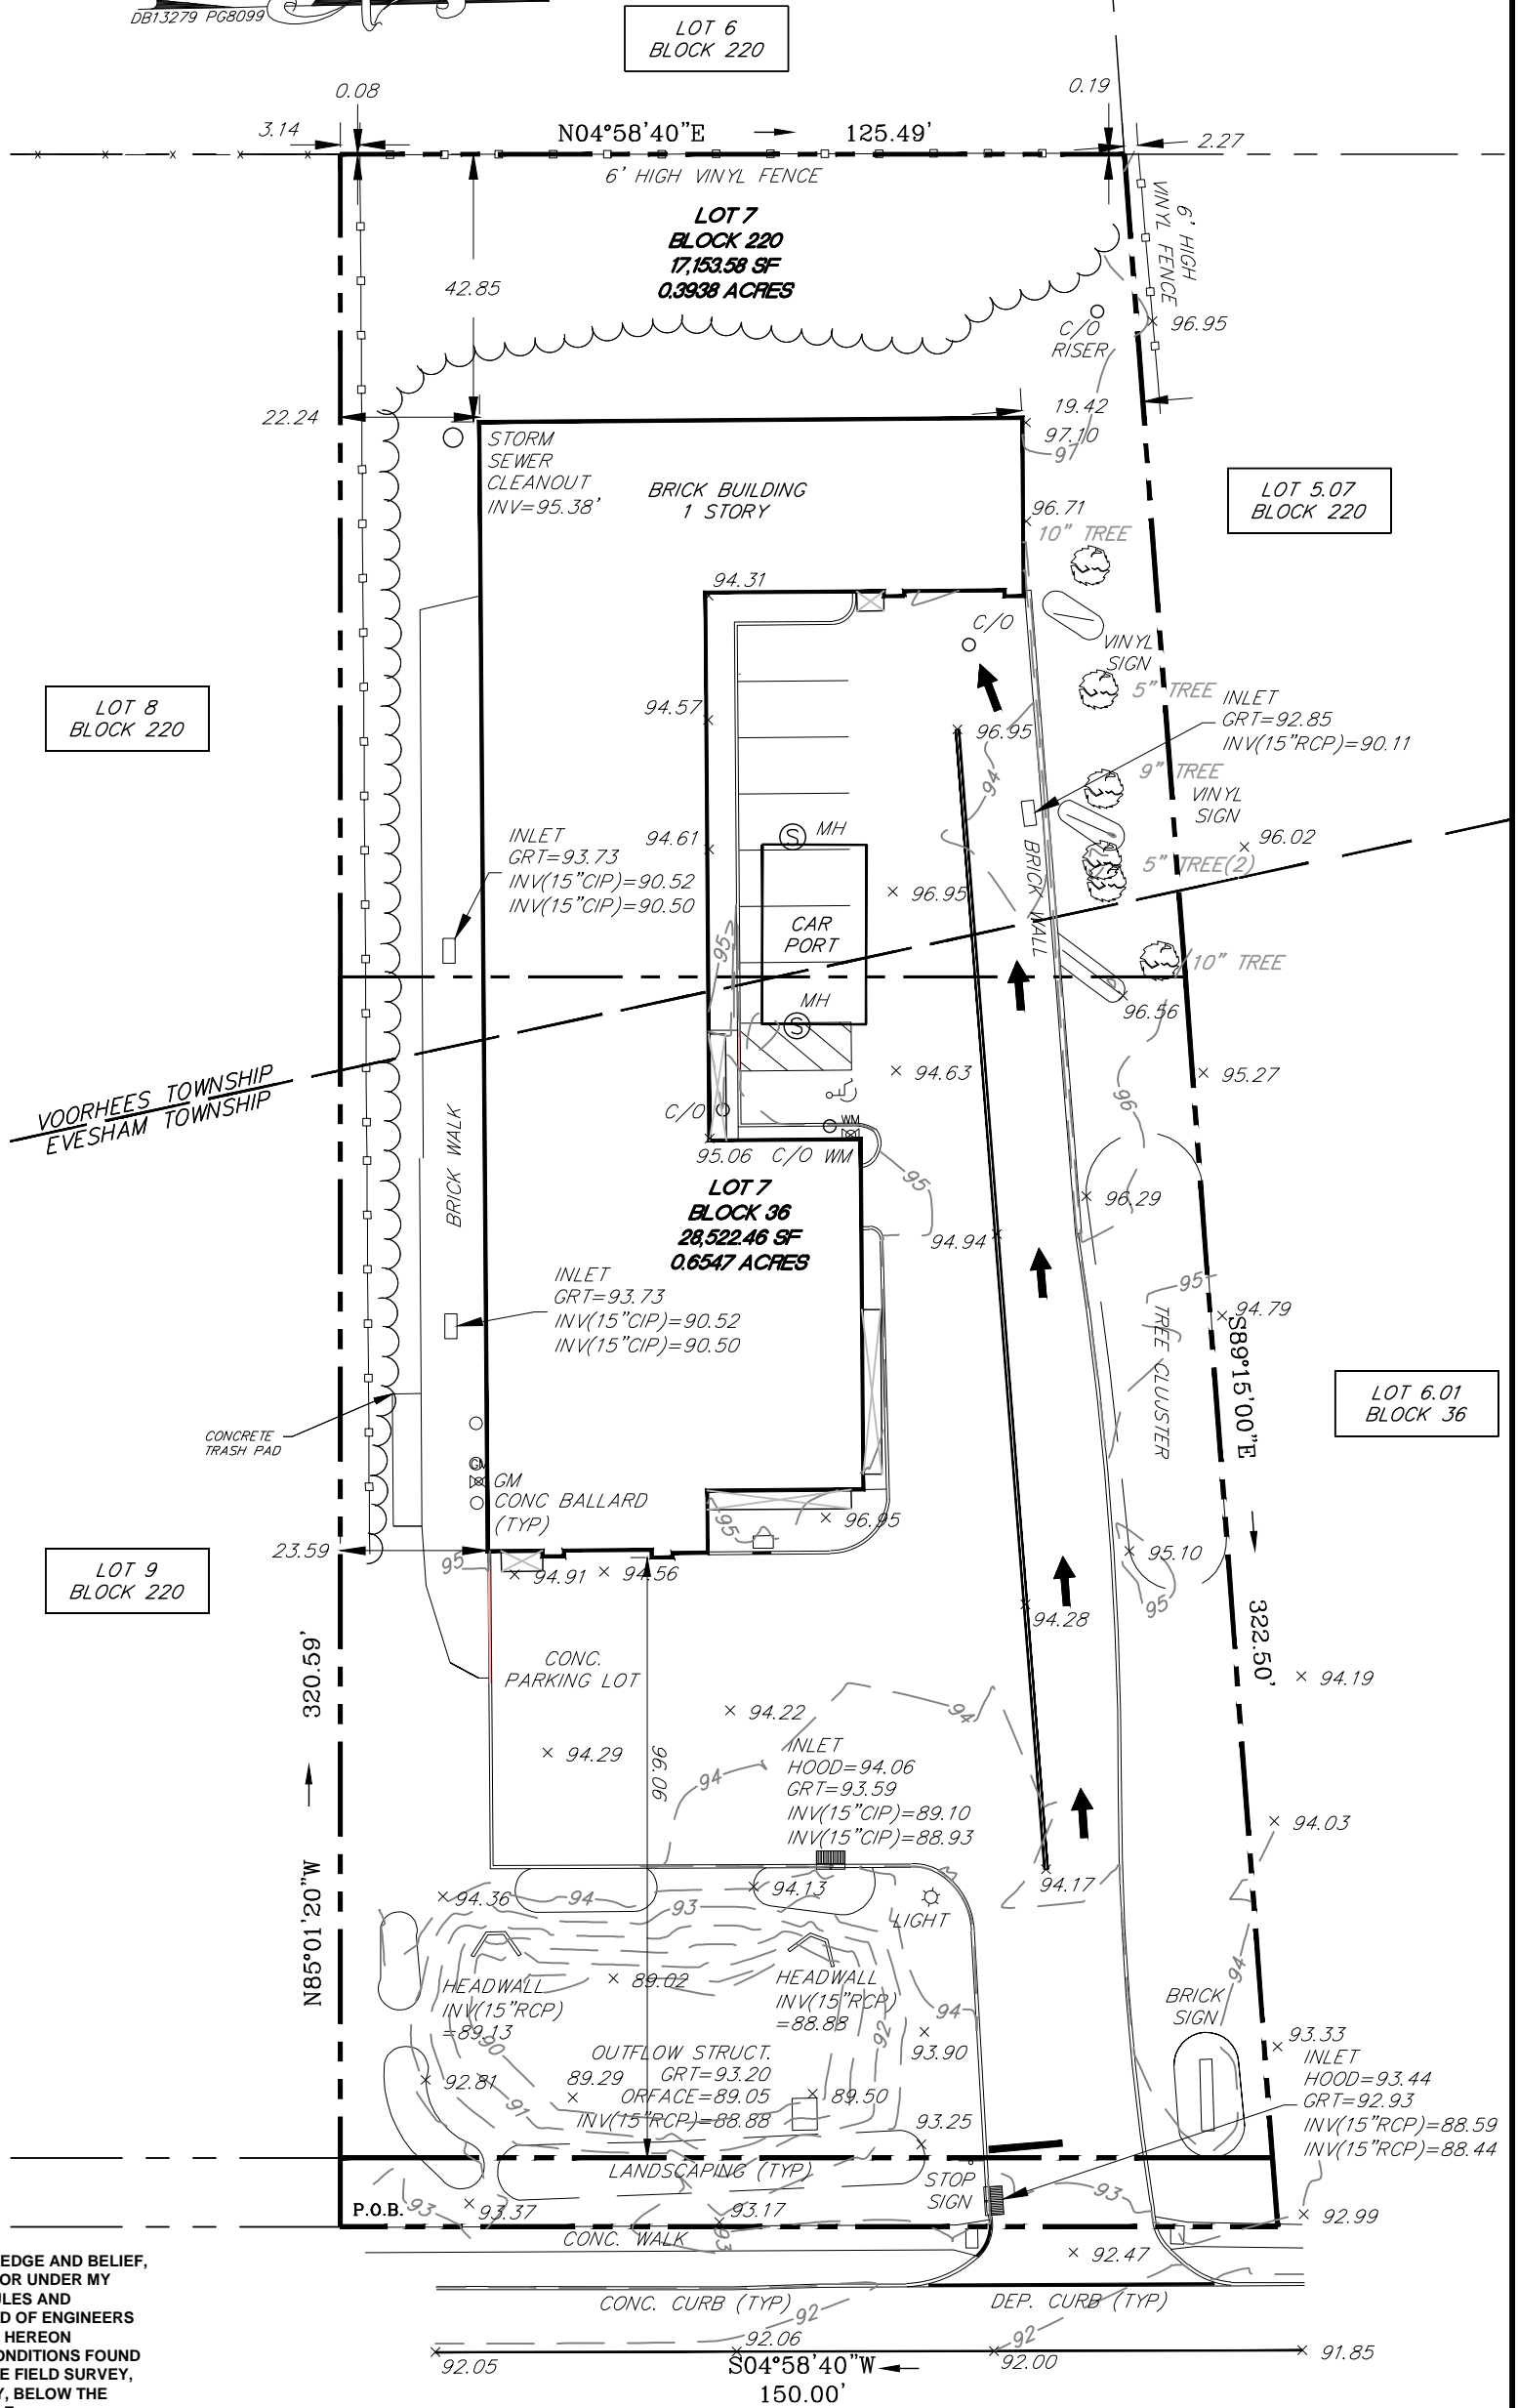 DB13279 PG8099
LOT 6
BLOCK 220
0.08
0.19
3.14
N04°58'40"E
125.49'
2.27
6' HIGH VINYL FENCE
6' HIGH
VINYL FENCE
LOT 7
BLOCK 220
17,153.58 SF
0.3938 ACRES
42.85
C/O
RISER
96.95
22.24
19.42
97.10
97
STORM
SEWER
CLEANOUT
INV=95.38'
BRICK BUILDING
1 STORY
LOT 5.07
BLOCK 220
96.71
10" TREE
94.31
C/O
VINYL
SIGN
5" TREE
LOT 8
BLOCK 220
94.57
96.95
INLET
GRT=92.85
INV(15"RCP)=90.11
94
9" TREE
VINYL
SIGN
INLET
GRT=93.73
INV(15"CIP)=90.52
INV(15"CIP)=90.50
94.61
S
MH
96.02
5" TREE(2)
96.95
BRICK WALL
CAR
PORT
95
10" TREE
MH
S
96.56
VOORHEES TOWNSHIP
EVESHAM TOWNSHIP
94.63
95.27
96
C/O
WM
95.06
C/O
WM
BRICK WALK
95
LOT 7
BLOCK 36
28,522.46 SF
0.6547 ACRES
96.29
94.94
INLET
GRT=93.73
INV(15"CIP)=90.52
INV(15"CIP)=90.50
95
94.79
S89°15'00"E
322.50'
TREE CLUJSTER
LOT 6.01
BLOCK 36
CONCRETE
TRASH PAD
GM
GM
CONC BALLARD
(TYP)
95
96.95
23.59
95
94.91
94.56
95.10
95
LOT 9
BLOCK 220
94.28
N85°01'20"W
320.59'
CONC.
PARKING LOT
94.19
94.22
94
94.29
96.06
94
INLET
HOOD=94.06
GRT=93.59
INV(15"CIP)=89.10
INV(15"CIP)=88.93
94.03
94.17
94.36
94
94.13
93
LIGHT
94
HEADWALL
INV(15"RCP)
=89.13
89.02
HEADWALL
INV(15"RCP)
=88.88
94
92
BRICK
SIGN
90
93.90
93.33
OUTFLOW STRUCT.
GRT=93.20
ORFACE=89.05
INV(15"RCP)=88.88
92.81
89.29
89.50
91
INLET
HOOD=93.44
GRT=92.93
INV(15"RCP)=88.59
INV(15"RCP)=88.44
93.25
LANDSCAPING (TYP)
STOP
SIGN
P.O.B.
93
93.37
93.17
93
93
92.99
CONC. WALK
92.47
CONC. CURB (TYP)
92
DEP. CURB (TYP)
92.05
92.06
92
92.00
91.85
S04°58'40"W
150.00'
EDGE AND BELIEF,
OR UNDER MY
ULES AND
D OF ENGINEERS
HEREON
ONDITIONS FOUND
E FIELD SURVEY,
Y, BELOW THE